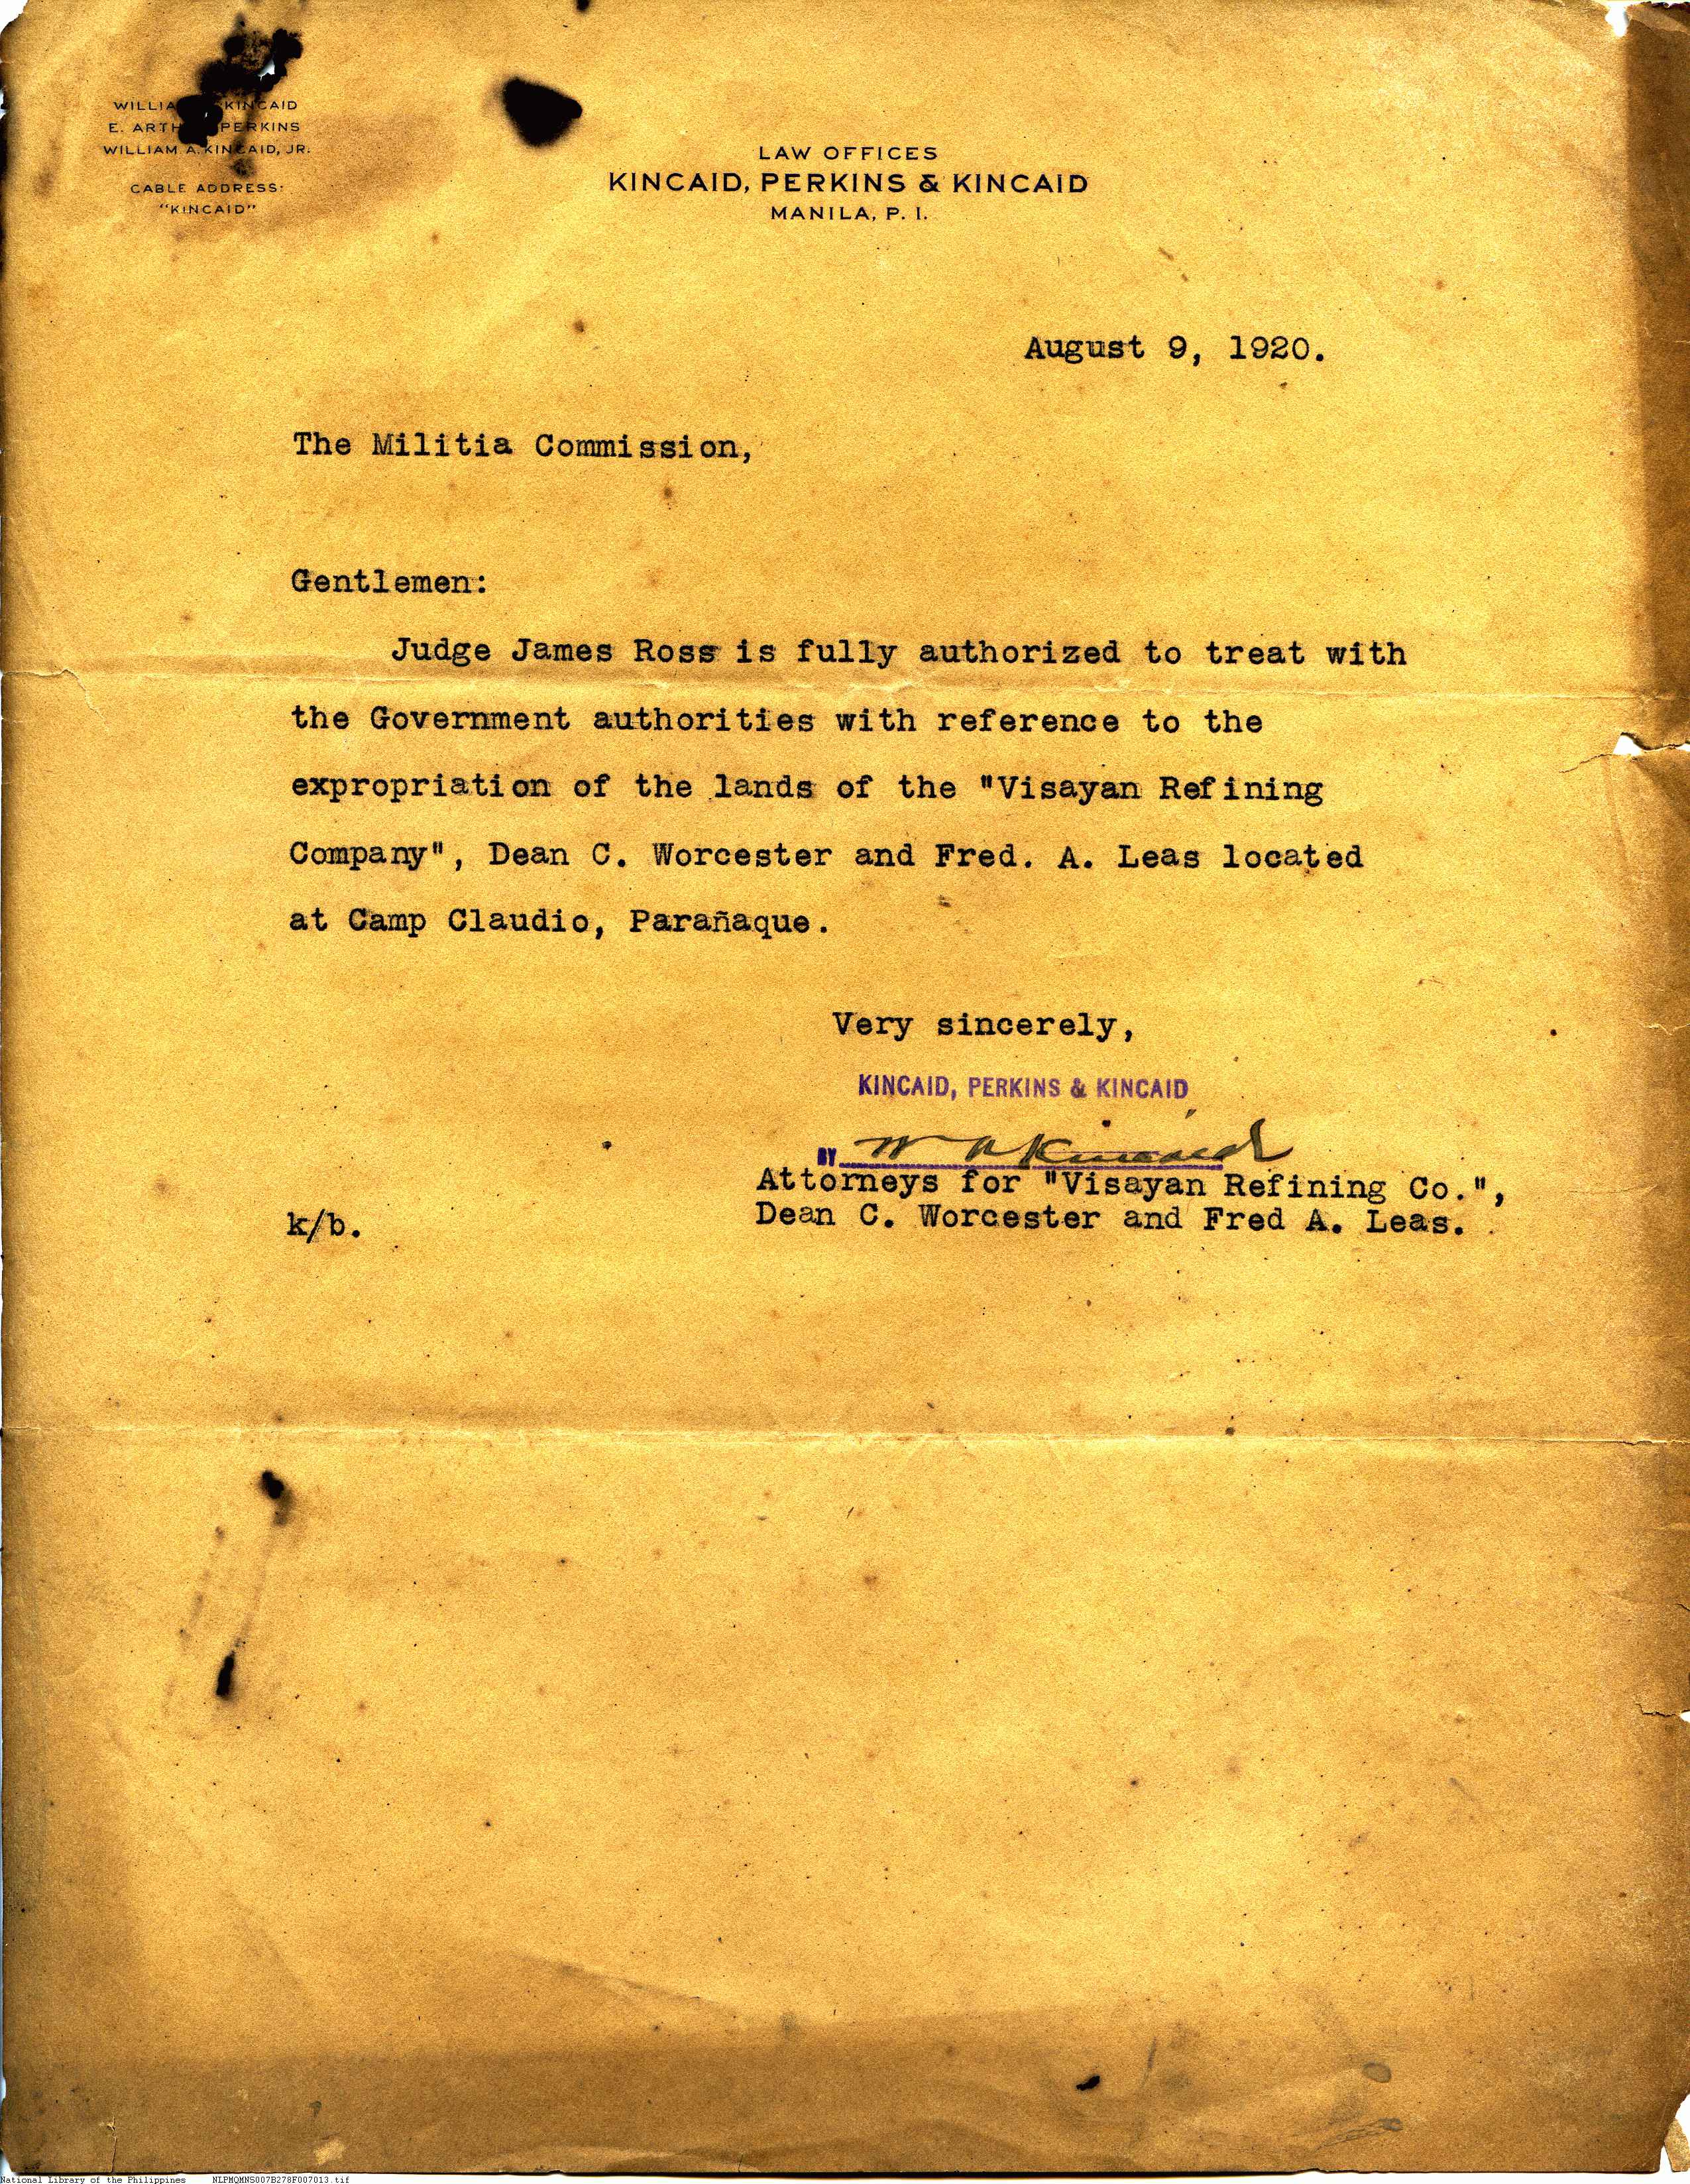 KINCAID
E. PERKINS
WILLIAM A. KINCAID, JR.
CABLE ADDRESS:
"KINCAID"
LAW OFFICES
KINCAID, PERKINS & KINCAID
MANILA, P. I.
August 9, 1920.
The Militia Commission,
Gentlemen:
Judge James Ross is fully authorized to treat with
the Government authorities with reference to the
expropriation of the lands of the "Visayan Refining
Company", Dean C. Worcester and Fred. A. Leas located
at Camp Claudio, Parañaque.
Very sincerely,
KINCAID, PERKINS & KINCAID
BY W A Kincaid
Attorneys for "Visayan Refining Co.",
Dean C. Worcester and Fred A. Leas.
k/b.
National Library of the Philippines NLPMQMNS007B278F007013.tif